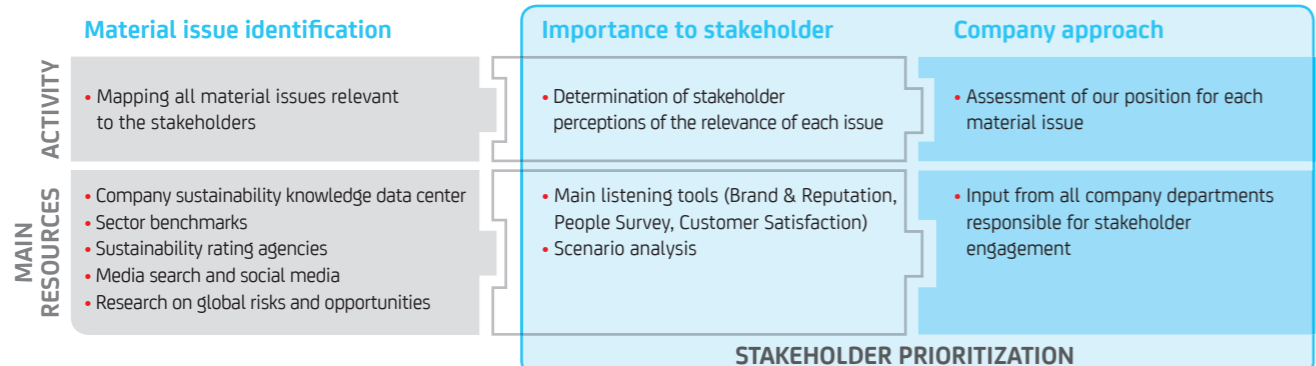 Material issue identification
Importance to stakeholder
Company approach
ACTIVITY
• Mapping all material issues relevant
to the stakeholders
• Determination of stakeholder
perceptions of the relevance of each issue
• Assessment of our position for each
material issue
MAIN
RESOURCES
• Company sustainability knowledge data center
• Sector benchmarks
• Sustainability rating agencies
• Media search and social media
• Research on global risks and opportunities
• Main listening tools (Brand & Reputation,
People Survey, Customer Satisfaction)
• Scenario analysis
• Input from all company departments
responsible for stakeholder
engagement
STAKEHOLDER PRIORITIZATION